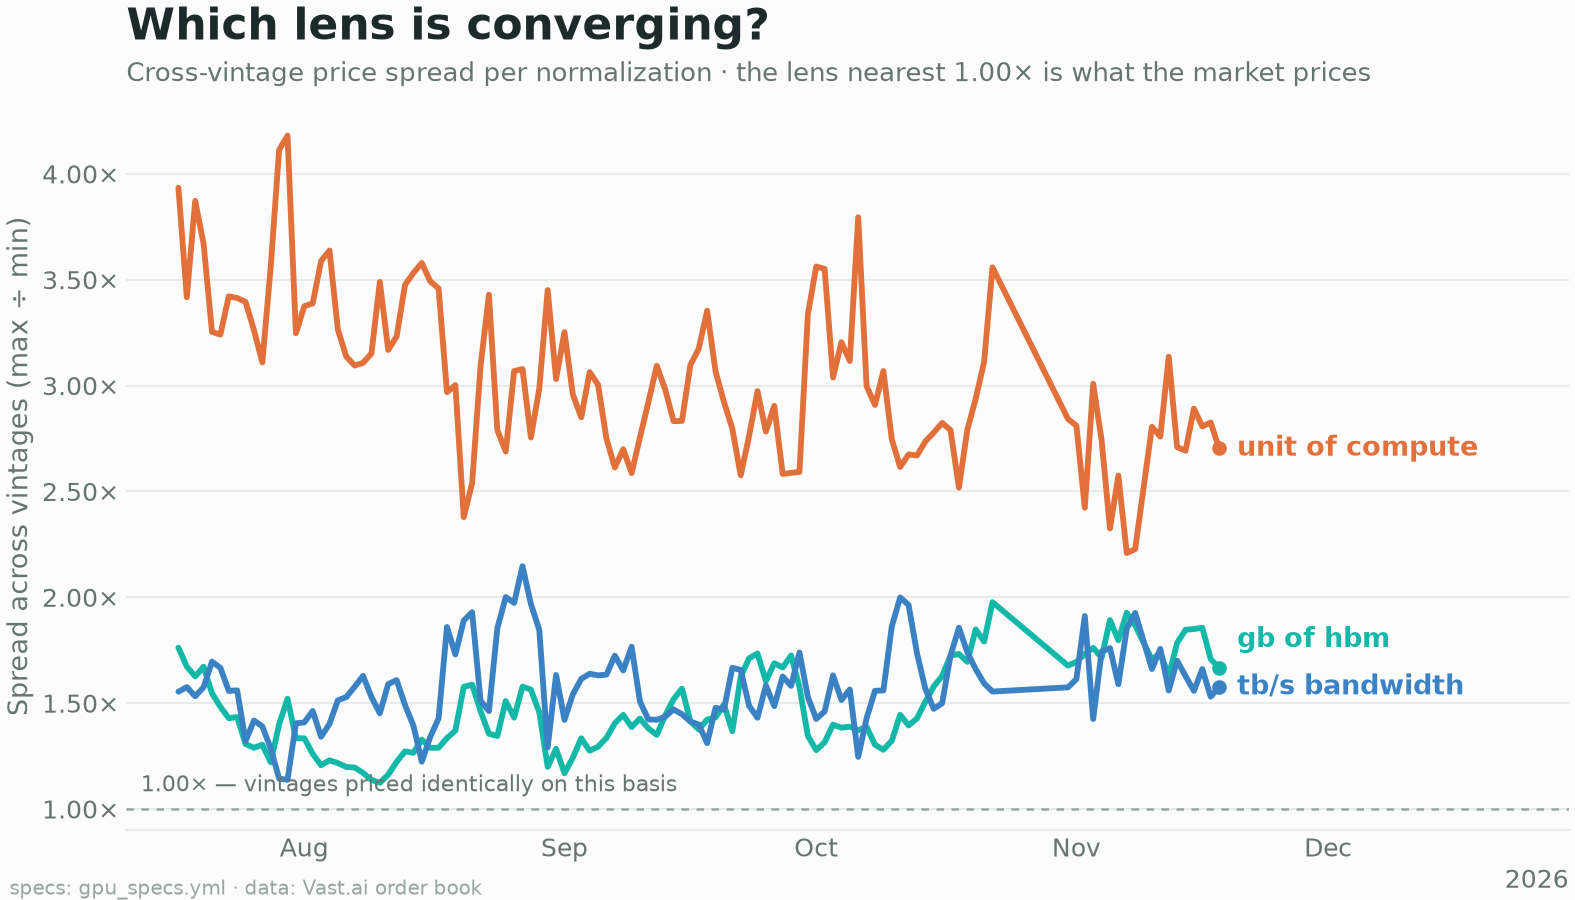 Which lens is converging?
Cross-vintage price spread per normalization · the lens nearest 1.00× is what the market prices
Spread across vintages (max ÷ min)
4.00×
3.50×
3.00×
2.50×
2.00×
1.50×
1.00×
unit of compute
gb of hbm
tb/s bandwidth
1.00× — vintages priced identically on this basis
Aug
Sep
Oct
Nov
Dec
2026
specs: gpu_specs.yml · data: Vast.ai order book